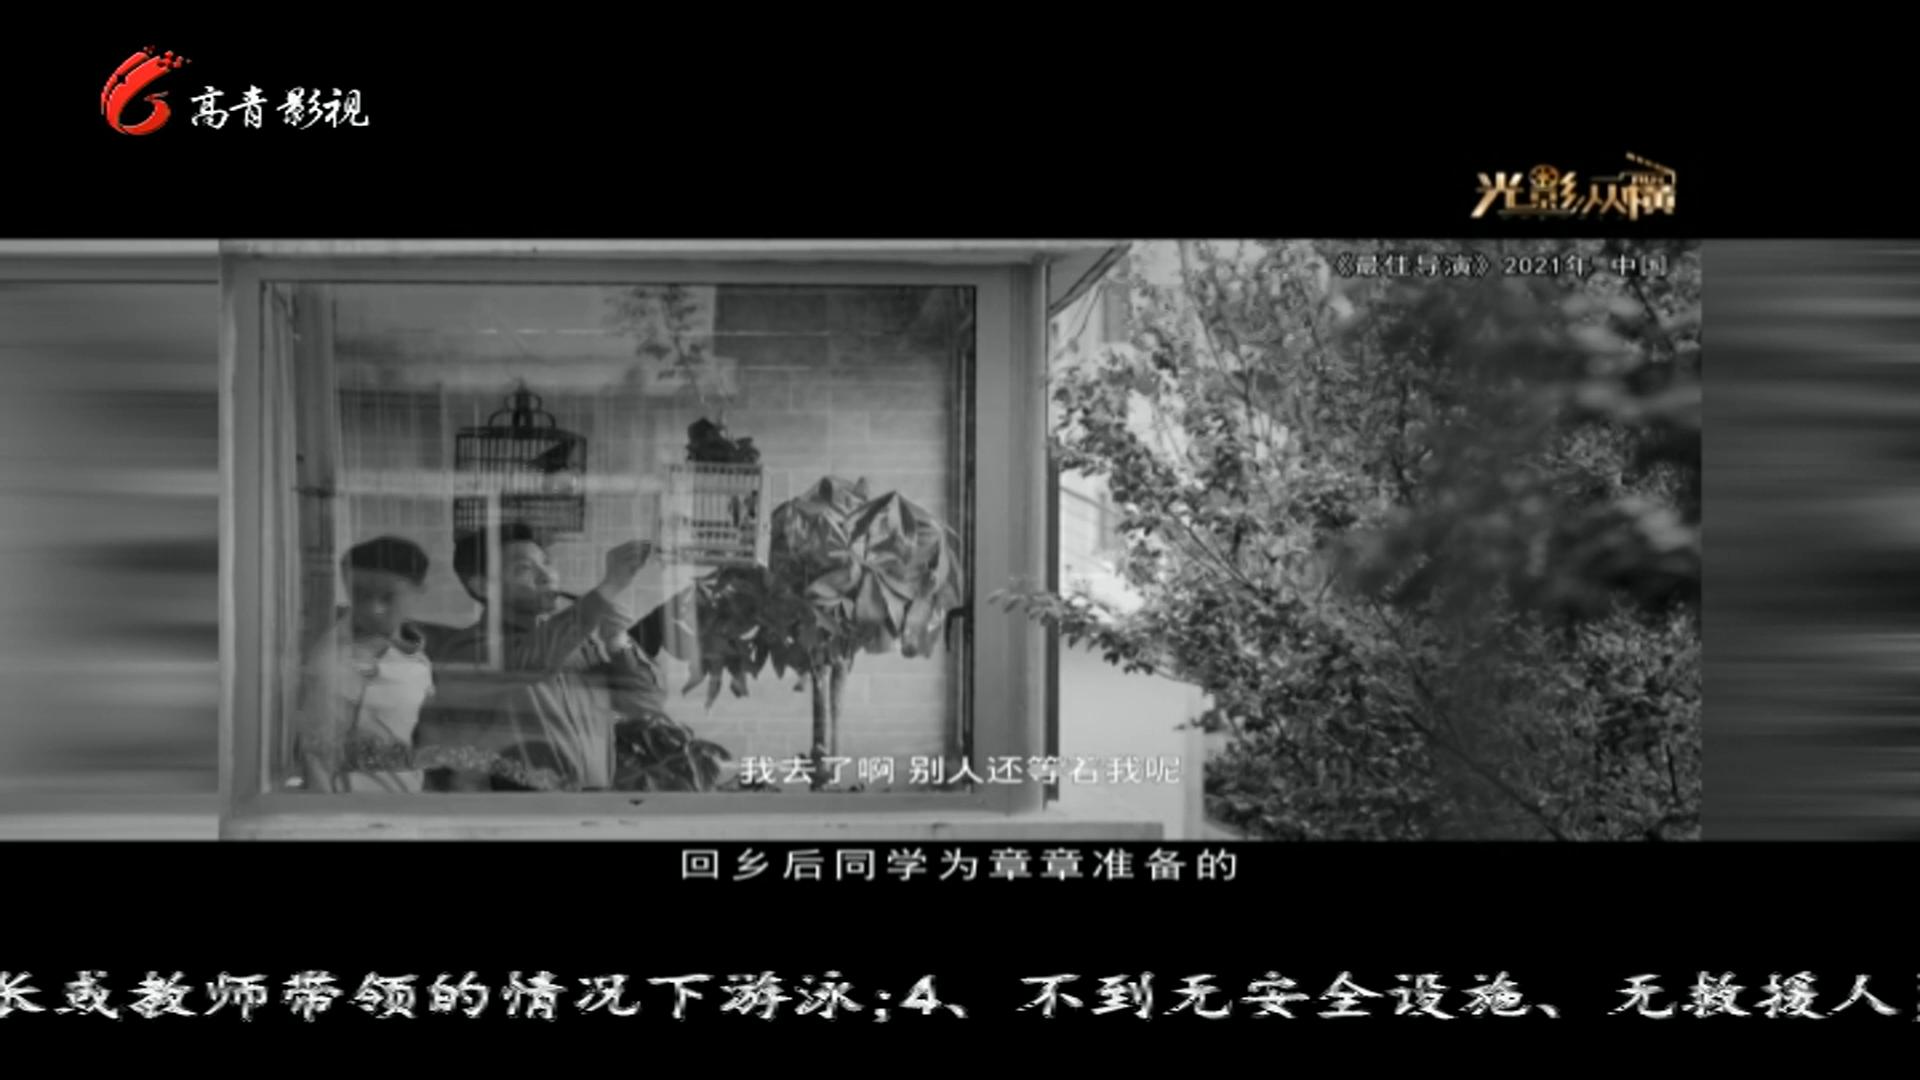 高青影视
光影纵横
《最佳导演》 2021年 中国
我去了啊 别人还等着我呢
回乡后同学为章章准备的
长或教师带领的情况下游泳;4、不到无安全设施、无救援人